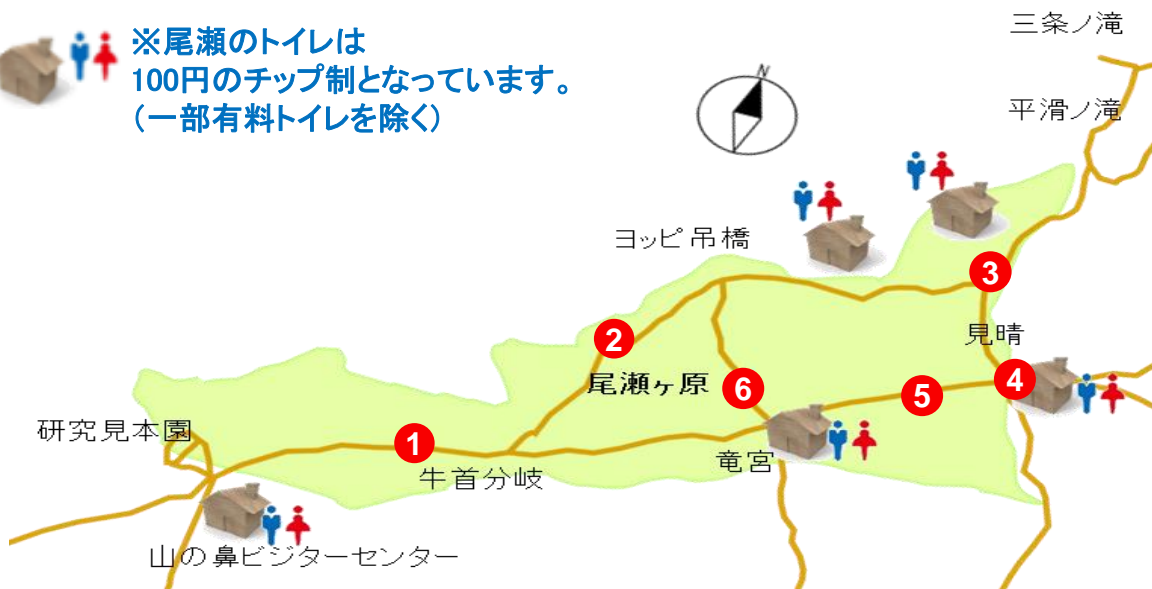 ※尾瀬のトイレは
100円のチップ制となっています。
（一部有料トイレを除く）
三条ノ滝
N
平滑ノ滝
ヨッピ吊橋
3
2
見晴
尾瀬ヶ原
6
5
4
研究見本園
1
牛首分岐
竜宮
山の鼻ビジターセンター